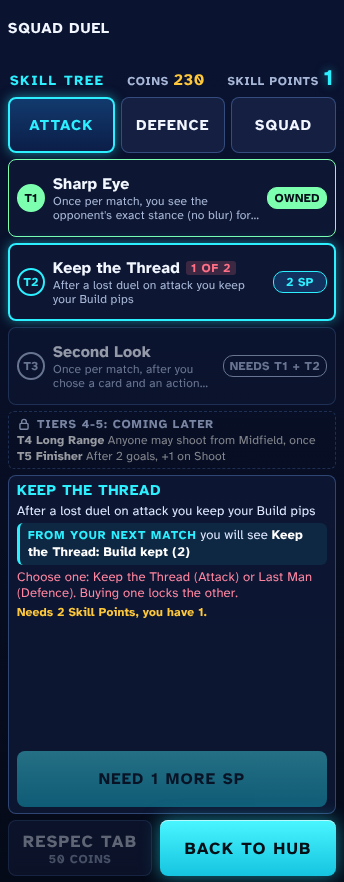 SQUAD DUEL
SKILL TREE COINS 230 SKILL POINTS 1
ATTACK DEFENCE SQUAD
T1 Sharp Eye OWNED
Once per match, you see the
opponent's exact stance (no blur) for...
T2 Keep the Thread 1 OF 2 2 SP
After a lost duel on attack you keep
your Build pips
T3 Second Look NEEDS T1 + T2
Once per match, after you
chose a card and an action...
TIERS 4-5: COMING LATER
T4 Long Range Anyone may shoot from Midfield, once
T5 Finisher After 2 goals, +1 on Shoot
KEEP THE THREAD
After a lost duel on attack you keep your Build pips
FROM YOUR NEXT MATCH you will see Keep
the Thread: Build kept (2)
Choose one: Keep the Thread (Attack) or Last Man
(Defence). Buying one locks the other.
Needs 2 Skill Points, you have 1.
NEED 1 MORE SP
RESPEC TAB
50 COINS
BACK TO HUB